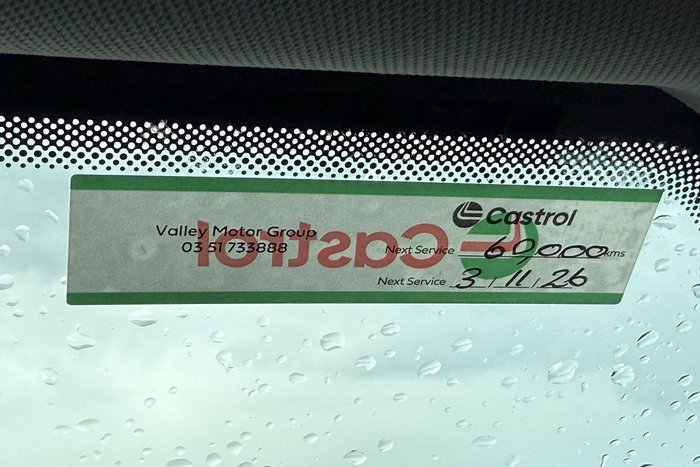 Castrol
Valley Motor Group
03 51733888
Castrol
Next Service 60,000 kms
Next Service 3/11/26